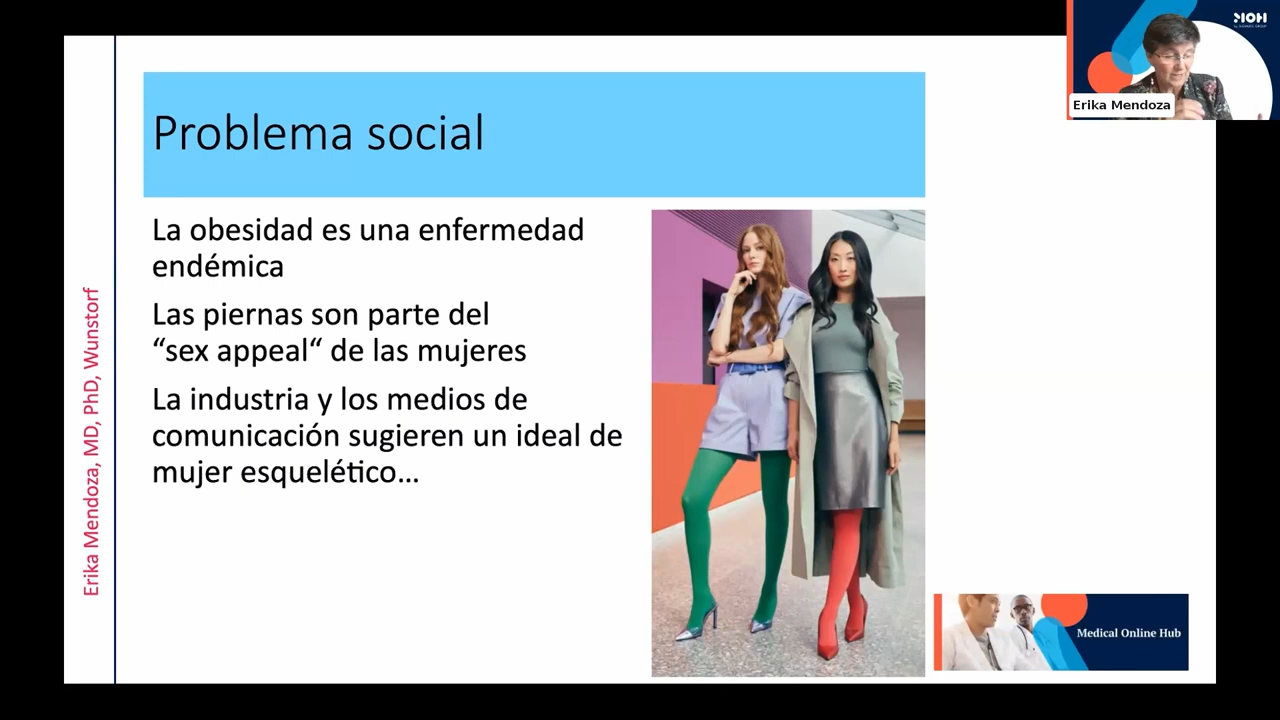 MOH
Erika Mendoza
Problema social
La obesidad es una enfermedad
endémica
Las piernas son parte del
“sex appeal“ de las mujeres
La industria y los medios de
comunicación sugieren un ideal de
mujer esquelético...
Erika Mendoza, MD, PhD, Wunstorf
Medical Online Hub